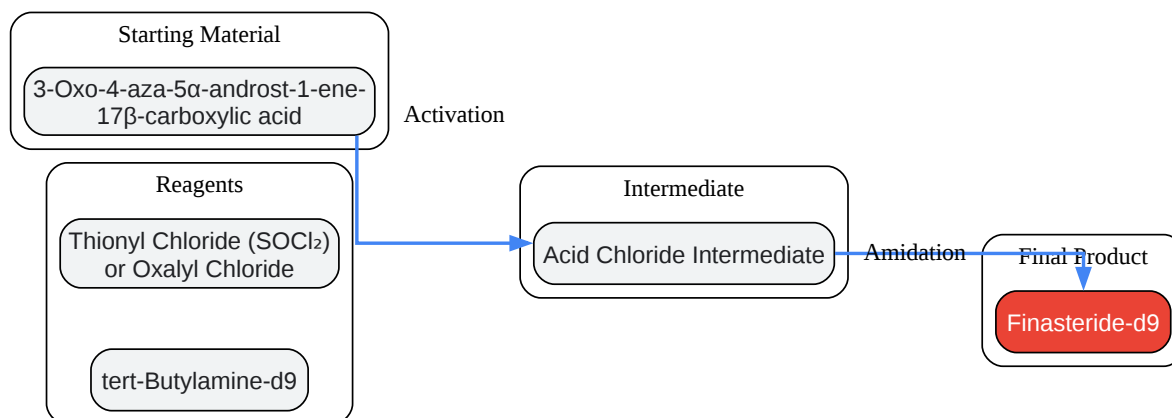 Starting Material
3-Oxo-4-aza-5α-androst-1-ene-
17β-carboxylic acid
Activation
Reagents
Thionyl Chloride (SOCl₂)
or Oxalyl Chloride
tert-Butylamine-d9
Intermediate
Acid Chloride Intermediate
Amidation
Final Product
Finasteride-d9